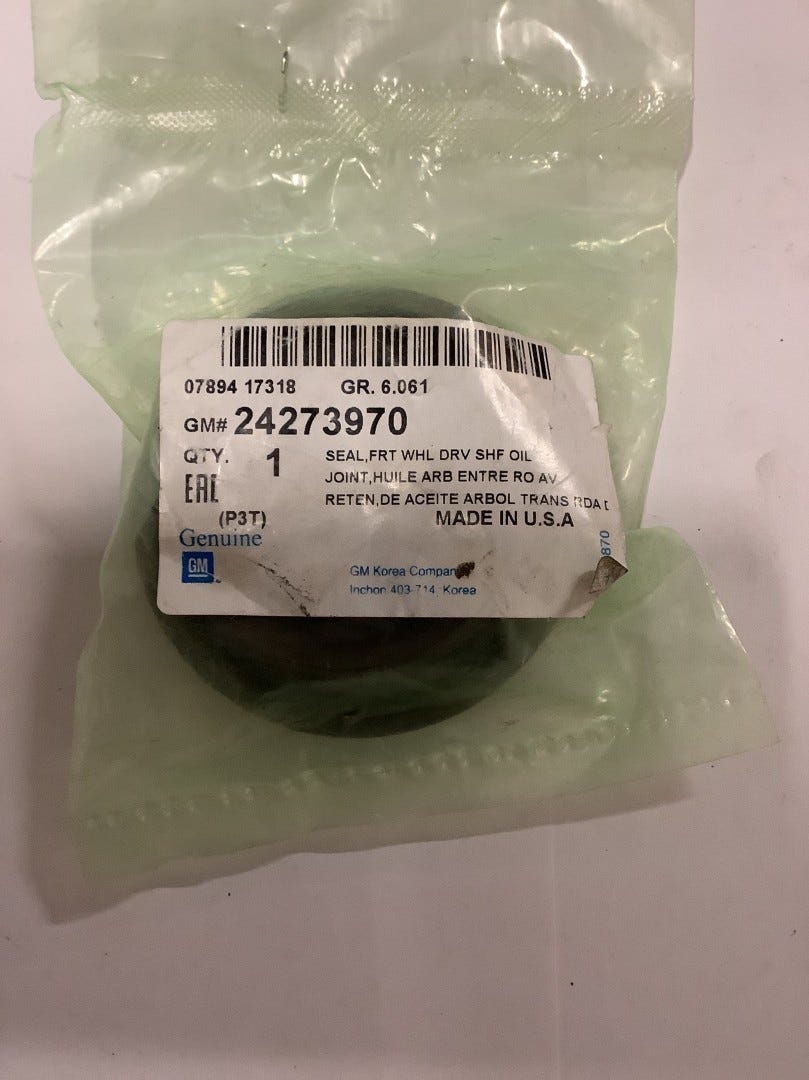 07894 17318 GR. 6.061
GM# 24273970
QTY. 1 SEAL,FRT WHL DRV SHF OIL
JOINT,HUILE ARB ENTRE RO AV
EAC RETEN,DE ACEITE ARBOL TRANS RDA
(P3T) MADE IN U.S.A
Genuine
GM
GM Korea Company
Inchon 403-714, Korea
870